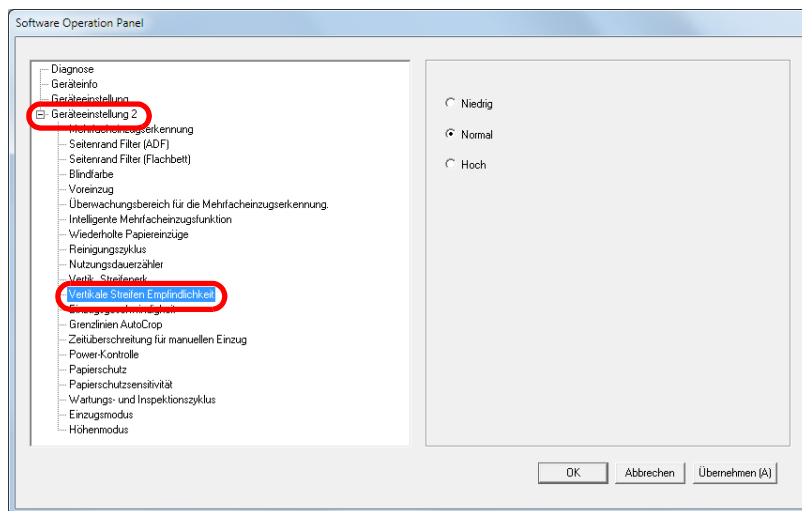 Software Operation Panel
Diagnose
Geräteinfo
Geräteeinstellung
Geräteeinstellung 2
Mehrfacheinzugserkennung
Seitenrand Filter (ADF)
Seitenrand Filter (Flachbett)
Blindfarbe
Voreinzug
Überwachungsbereich für die Mehrfacheinzugserkennung.
Intelligente Mehrfacheinzugsfunktion
Wiederholte Papiereinzüge
Reinigungszyklus
Nutzungsdauerzähler
Vertik. Streifenerk.
Vertikale Streifen Empfindlichkeit
Einzugsgeschwindigkeit
Grenzlinien AutoCrop
Zeitüberschreitung für manuellen Einzug
Power-Kontrolle
Papierschutz
Papierschutzsensitivität
Wartungs- und Inspektionszyklus
Einzugsmodus
Höhenmodus
Niedrig
Normal
Hoch
OK
Abbrechen
Übernehmen (A)